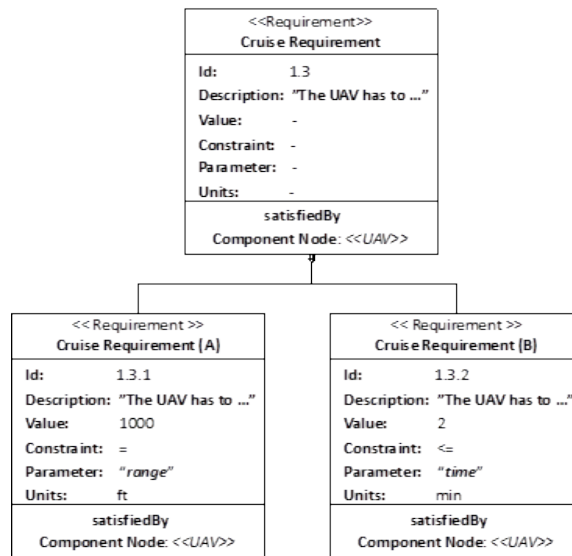 <<Requirement>>
Cruise Requirement
Id: 1.3
Description: "The UAV has to ..."
Value: -
Constraint: -
Parameter: -
Units: -
satisfiedBy
Component Node: <<UAV>>
<< Requirement >>
Cruise Requirement (A)
Id: 1.3.1
Description: "The UAV has to ..."
Value: 1000
Constraint: =
Parameter: "range"
Units: ft
satisfiedBy
Component Node: <<UAV>>
<< Requirement >>
Cruise Requirement (B)
Id: 1.3.2
Description: "The UAV has to ..."
Value: 2
Constraint: <=
Parameter: "time"
Units: min
satisfiedBy
Component Node: <<UAV>>